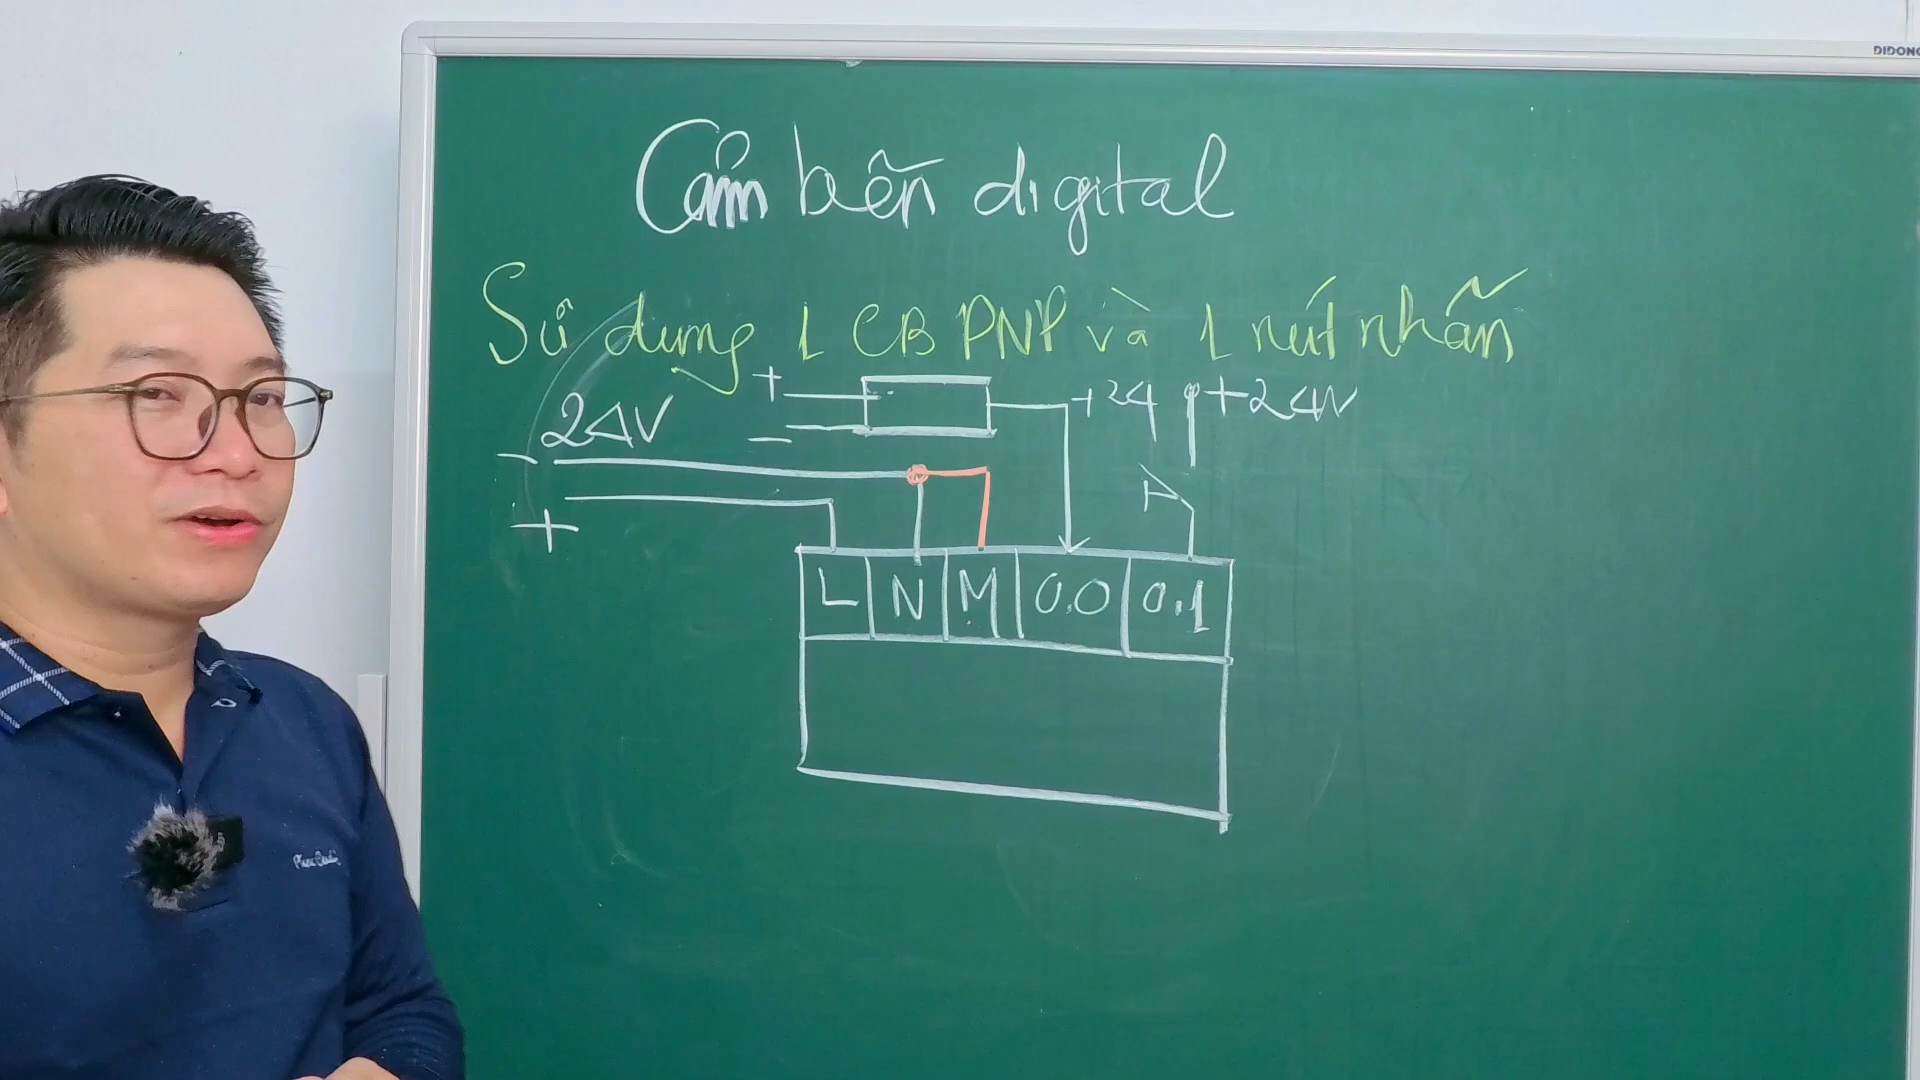 DIDONG
Cảm biến digital
Sử dụng 1 CB PNP và 1 nút nhấn
+ +24 +24V
24V
-
-
+
L N M 0.0 0.1